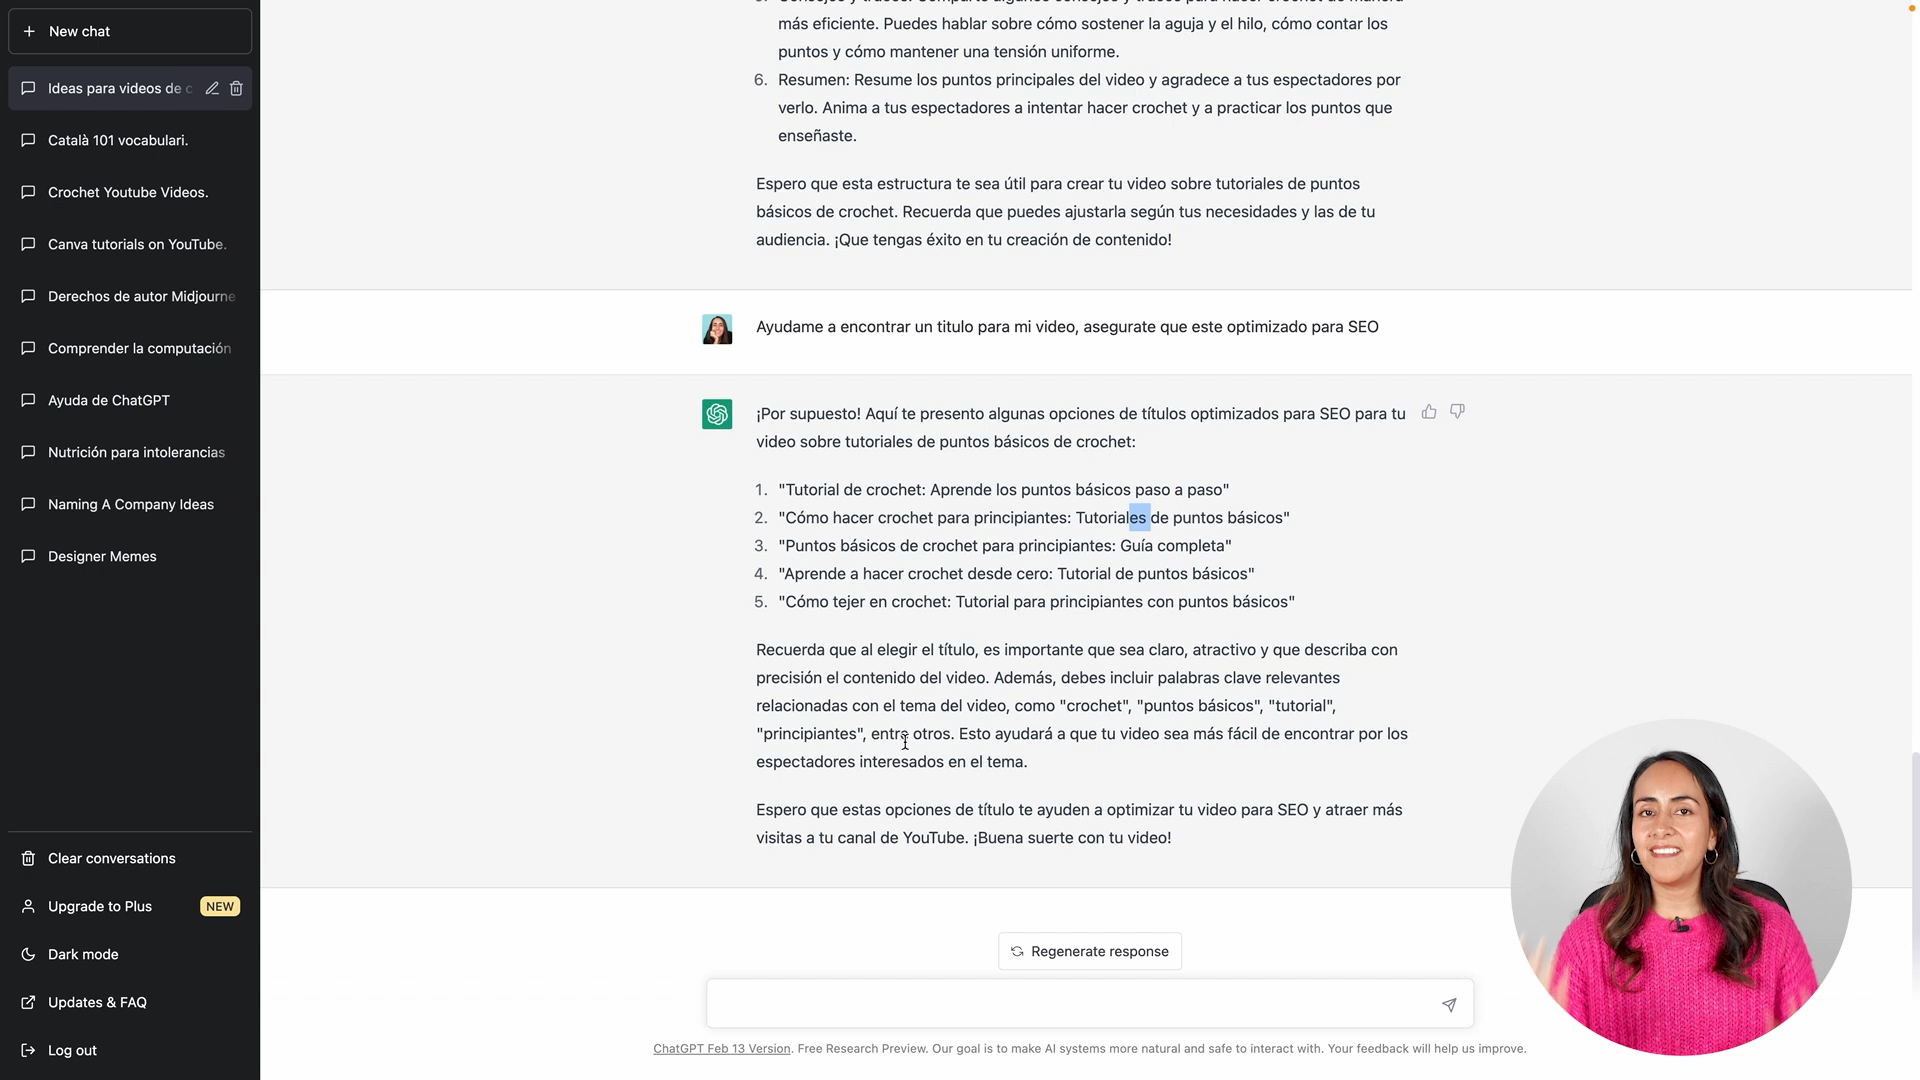 New chat
Ideas para videos de c
Català 101 vocabulari.
Crochet Youtube Videos.
Canva tutorials on YouTube.
Derechos de autor Midjourne
Comprender la computación
Ayuda de ChatGPT
Nutrición para intolerancias
Naming A Company Ideas
Designer Memes
Clear conversations
Upgrade to Plus NEW
Dark mode
Updates & FAQ
Log out
más eficiente. Puedes hablar sobre cómo sostener la aguja y el hilo, cómo contar los
puntos y cómo mantener una tensión uniforme.
6. Resumen: Resume los puntos principales del video y agradece a tus espectadores por
verlo. Anima a tus espectadores a intentar hacer crochet y a practicar los puntos que
enseñaste.
Espero que esta estructura te sea útil para crear tu video sobre tutoriales de puntos
básicos de crochet. Recuerda que puedes ajustarla según tus necesidades y las de tu
audiencia. ¡Que tengas éxito en tu creación de contenido!
Ayudame a encontrar un titulo para mi video, asegurate que este optimizado para SEO
¡Por supuesto! Aquí te presento algunas opciones de títulos optimizados para SEO para tu
video sobre tutoriales de puntos básicos de crochet:
1. "Tutorial de crochet: Aprende los puntos básicos paso a paso"
2. "Cómo hacer crochet para principiantes: Tutoriales de puntos básicos"
3. "Puntos básicos de crochet para principiantes: Guía completa"
4. "Aprende a hacer crochet desde cero: Tutorial de puntos básicos"
5. "Cómo tejer en crochet: Tutorial para principiantes con puntos básicos"
Recuerda que al elegir el título, es importante que sea claro, atractivo y que describa con
precisión el contenido del video. Además, debes incluir palabras clave relevantes
relacionadas con el tema del video, como "crochet", "puntos básicos", "tutorial",
"principiantes", entre otros. Esto ayudará a que tu video sea más fácil de encontrar por los
espectadores interesados en el tema.
Espero que estas opciones de título te ayuden a optimizar tu video para SEO y atraer más
visitas a tu canal de YouTube. ¡Buena suerte con tu video!
Regenerate response
ChatGPT Feb 13 Version. Free Research Preview. Our goal is to make AI systems more natural and safe to interact with. Your feedback will help us improve.